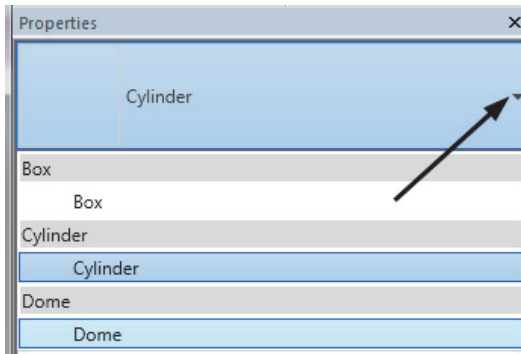 Properties
Cylinder
Box
Box
Cylinder
Cylinder
Dome
Dome